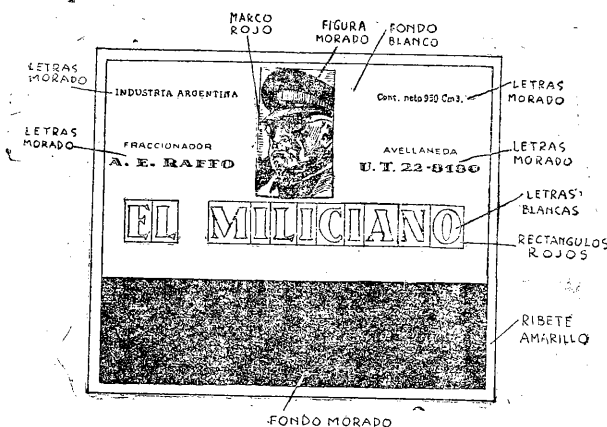 MARCO
ROJO
FIGURA
MORADO
FONDO
BLANCO
LETRAS
MORADO
INDUSTRIA ARGENTINA
Cont. neto 950 Cm3.
LETRAS
MORADO
LETRAS
MORADO
FRACCIONADOR
A. E. RAFFO
AVELLANEDA
U. T. 22-8180
LETRAS
MORADO
LETRAS
BLANCAS
EL MILICIANO
RECTANGULOS
ROJOS
RIBETE
AMARILLO
FONDO MORADO